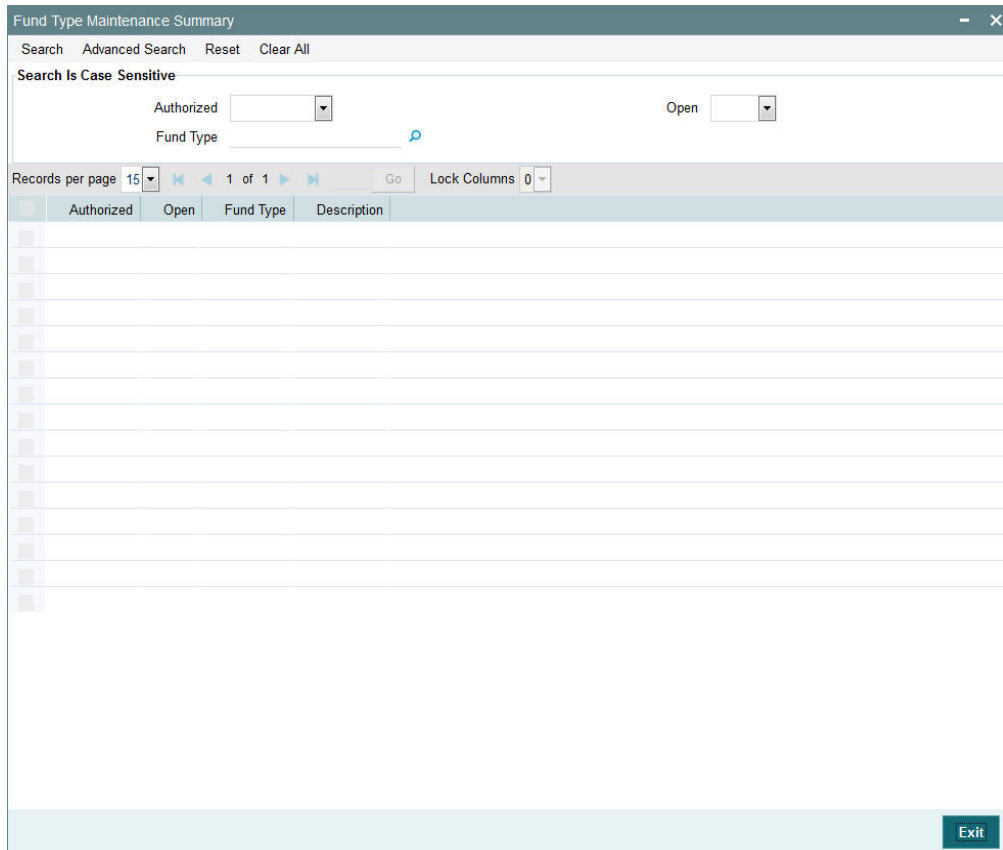 Fund Type Maintenance Summary
Search Advanced Search Reset Clear All
Search Is Case Sensitive
Authorized Open
Fund Type
Records per page 15 1 of 1 Go Lock Columns 0
Authorized Open Fund Type Description
Exit